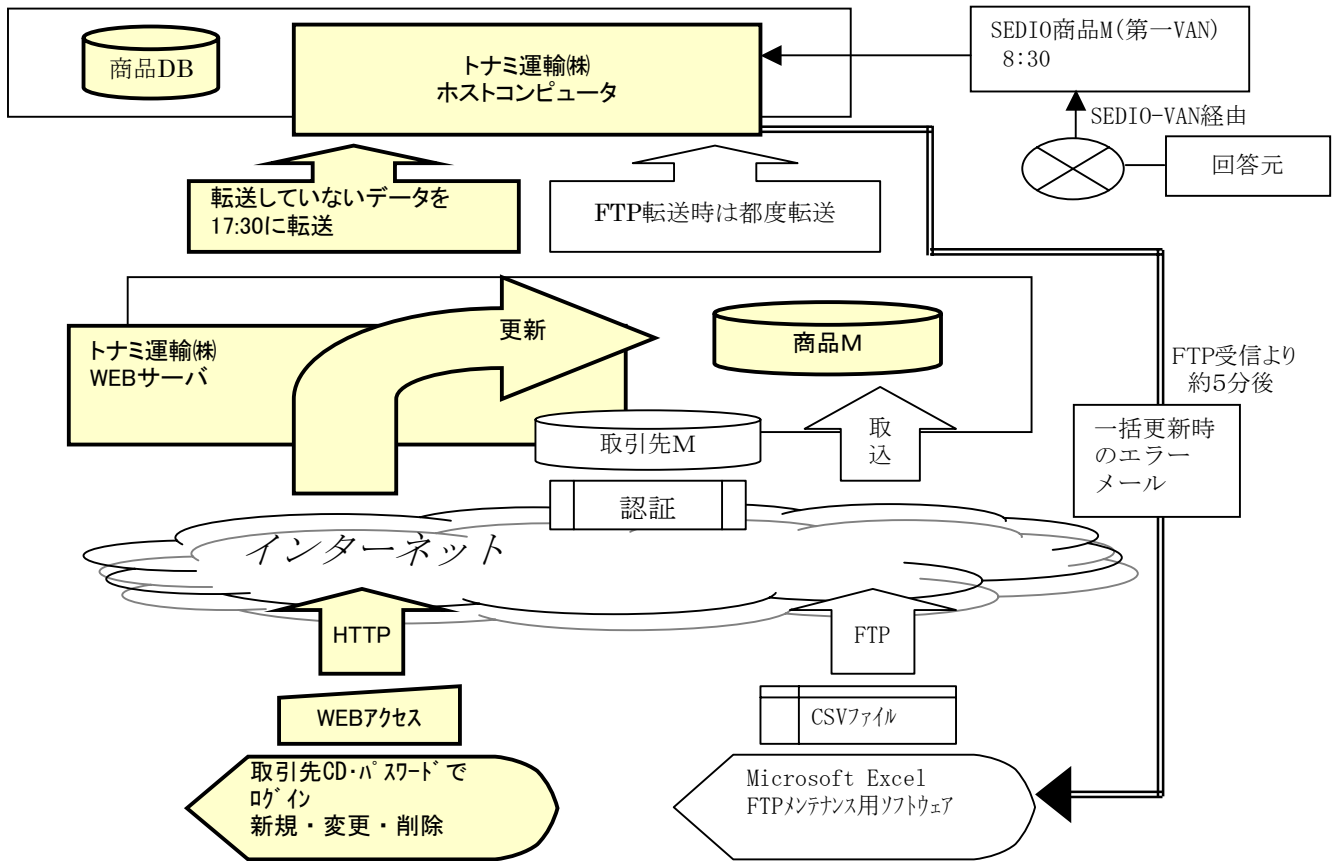 商品DB
トナミ運輸㈱
ホストコンピュータ
SEDIO商品M(第一VAN)
8:30
SEDIO-VAN経由
回答元
転送していないデータを
17:30に転送
FTP転送時は都度転送
更新
トナミ運輸㈱
WEBサーバ
商品M
FTP受信より
約5分後
取引先M
取
込
一括更新時
のエラー
メール
認証
インターネット
HTTP
FTP
WEBｱｸｾｽ
CSVﾌｧｲﾙ
取引先CD・ﾊﾟｽﾜｰﾄﾞで
ﾛｸﾞｲﾝ
新規・変更・削除
Microsoft Excel
FTPﾒﾝﾃﾅﾝｽ用ｿﾌﾄｳｪｱ